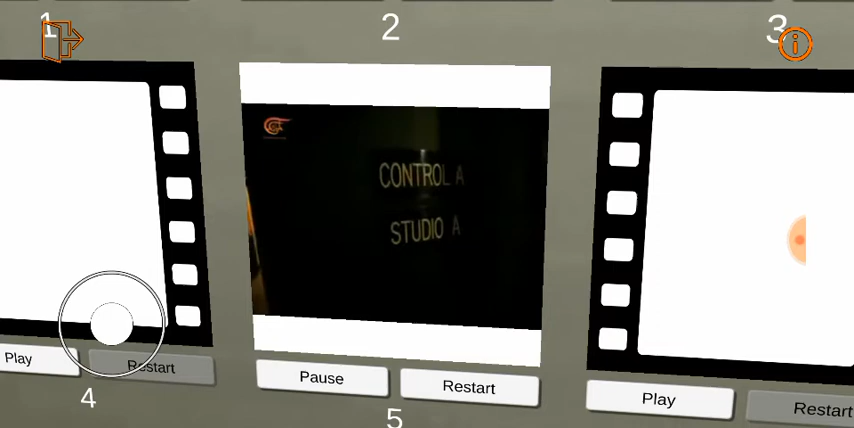 1
2
3
CONTROL A
STUDIO A
Play
Restart
Pause
Restart
Play
Restart
4
5